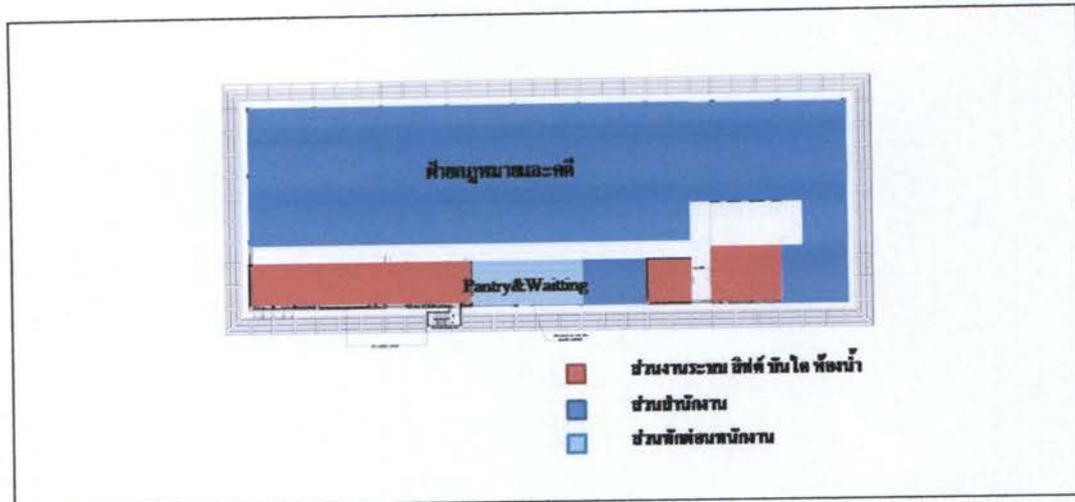 ฝ่ายกฎหมายและคดี
Pantry&Waitting
ส่วนงานระบบ ลิฟต์ บันได ห้องน้ำ
ส่วนสำนักงาน
ส่วนพักผ่อนพนักงาน